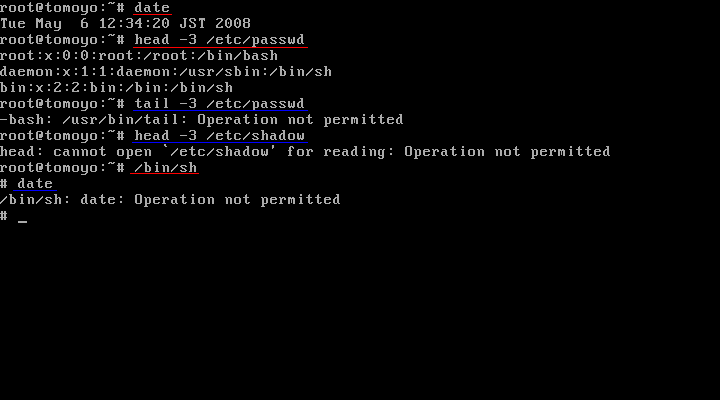 root@tomoyo:~# date
Tue May  6 12:34:20 JST 2008
root@tomoyo:~# head -3 /etc/passwd
root:x:0:0:root:/root:/bin/bash
daemon:x:1:1:daemon:/usr/sbin:/bin/sh
bin:x:2:2:bin:/bin:/bin/sh
root@tomoyo:~# tail -3 /etc/passwd
-bash: /usr/bin/tail: Operation not permitted
root@tomoyo:~# head -3 /etc/shadow
head: cannot open `/etc/shadow' for reading: Operation not permitted
root@tomoyo:~# /bin/sh
# date
/bin/sh: date: Operation not permitted
# _